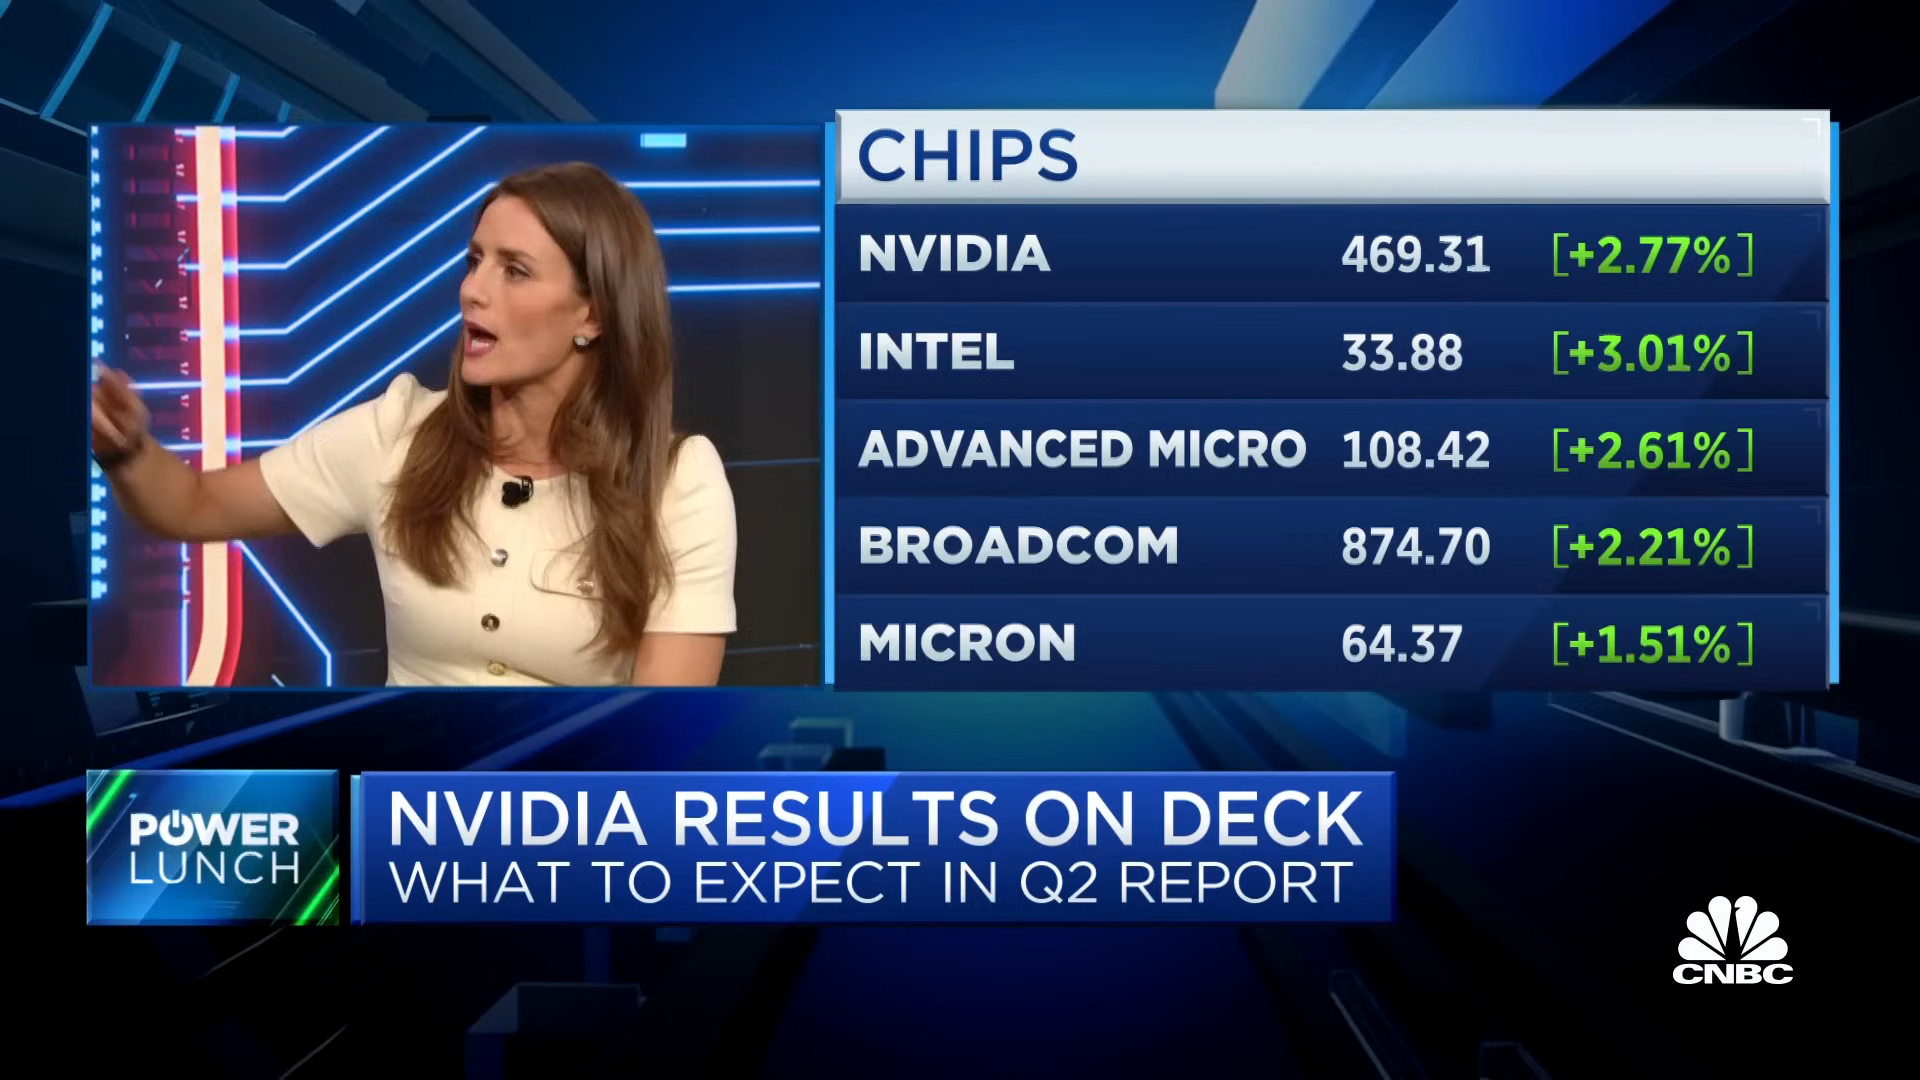 CHIPS
NVIDIA 469.31 [+2.77%]
INTEL 33.88 [+3.01%]
ADVANCED MICRO 108.42 [+2.61%]
BROADCOM 874.70 [+2.21%]
MICRON 64.37 [+1.51%]
POWER
LUNCH
NVIDIA RESULTS ON DECK
WHAT TO EXPECT IN Q2 REPORT
CNBC